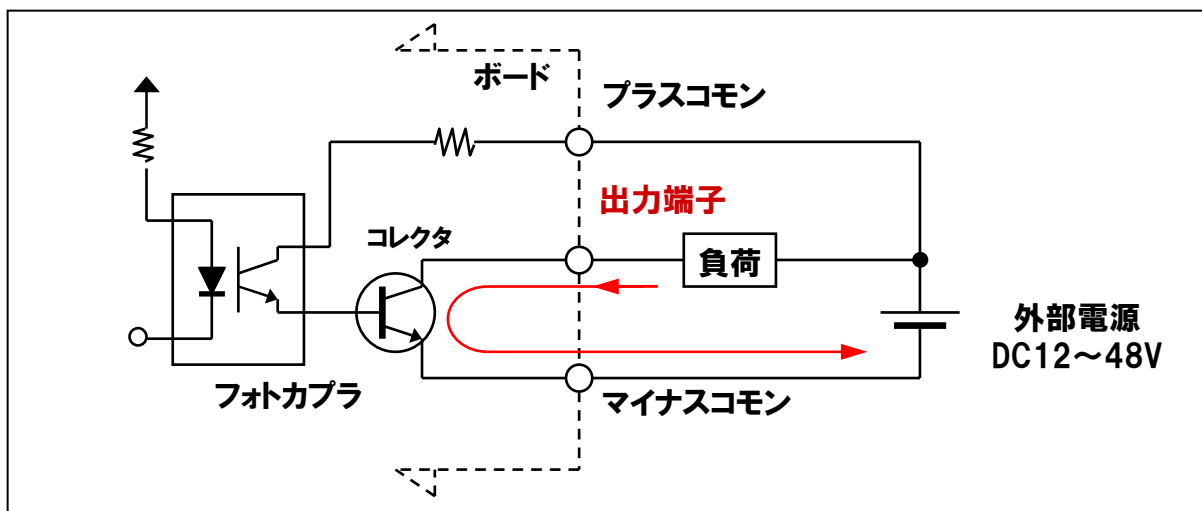 ボード
プラスコモン
出力端子
コレクタ
負荷
外部電源
DC12～48V
フォトカプラ
マイナスコモン